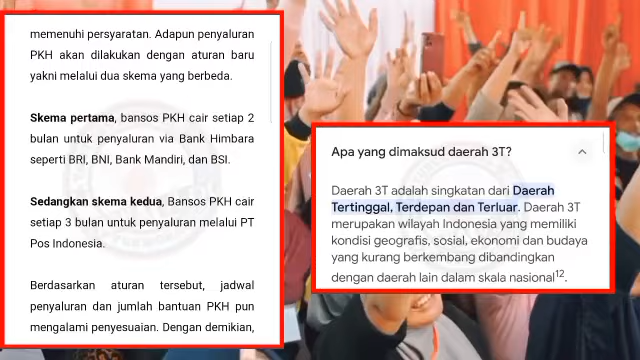 memenuhi persyaratan. Adapun penyaluran
PKH akan dilakukan dengan aturan baru
yakni melalui dua skema yang berbeda.
Skema pertama, bansos PKH cair setiap 2
bulan untuk penyaluran via Bank Himbara
seperti BRI, BNI, Bank Mandiri, dan BSI.
Sedangkan skema kedua, Bansos PKH cair
setiap 3 bulan untuk penyaluran melalui PT
Pos Indonesia.
Berdasarkan aturan tersebut, jadwal
penyaluran dan jumlah bantuan PKH pun
mengalami penyesuaian. Dengan demikian,
Apa yang dimaksud daerah 3T?
Daerah 3T adalah singkatan dari Daerah
Tertinggal, Terdepan dan Terluar. Daerah 3T
merupakan wilayah Indonesia yang memiliki
kondisi geografis, sosial, ekonomi dan budaya
yang kurang berkembang dibandingkan
dengan daerah lain dalam skala nasional¹².